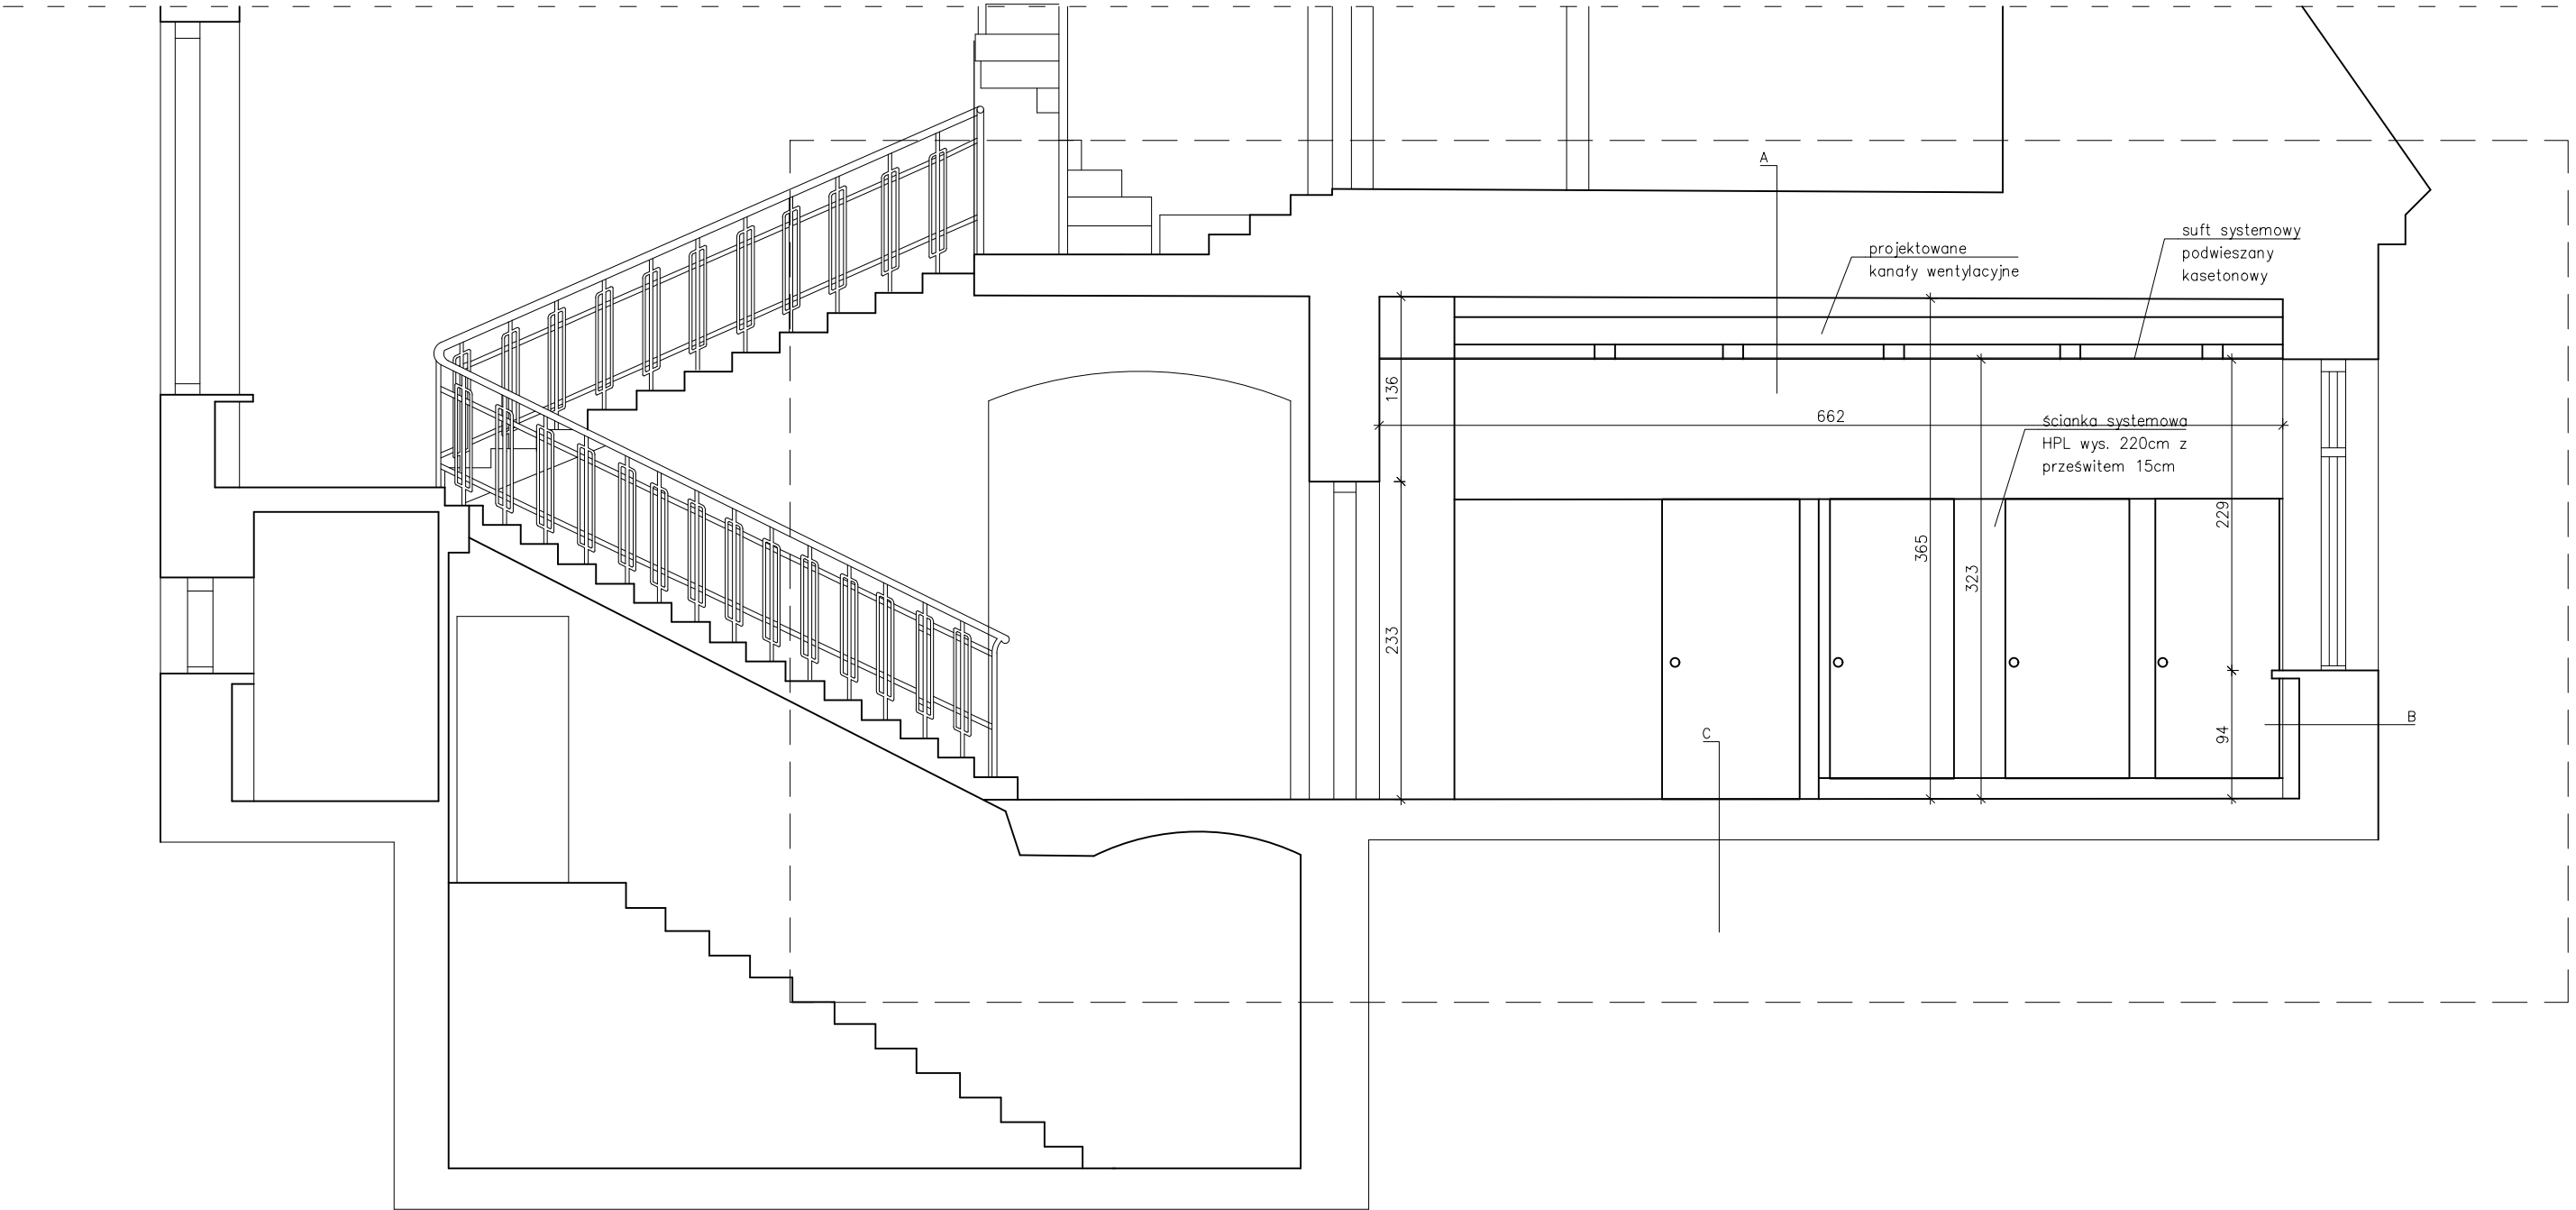 A
suft systemowy
podwieszany
kasetonowy
projektowane
kanały wentylacyjne
136
662
ścianka systemowa
HPL wys. 220cm z
prześwitem 15cm
229
365
323
233
B
94
C